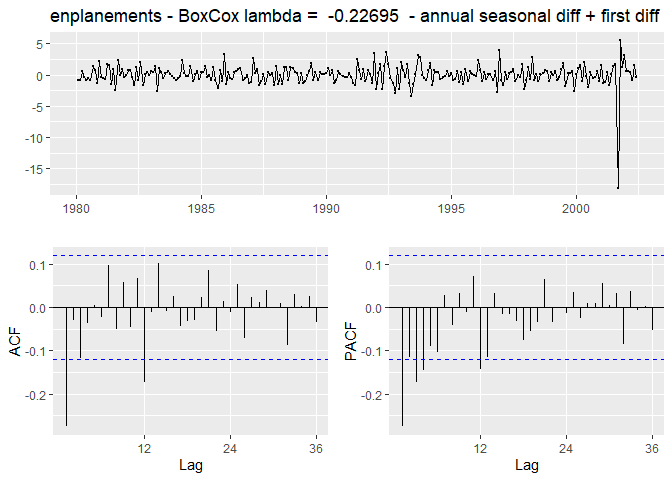 enplanements - BoxCox lambda =  -0.22695  - annual seasonal diff + first diff
5
0
-5
-10
-15
1980 1985 1990 1995 2000
0.1
0.0
-0.1
-0.2
ACF
12 24 36
Lag
0.1
0.0
-0.1
-0.2
PACF
12 24 36
Lag